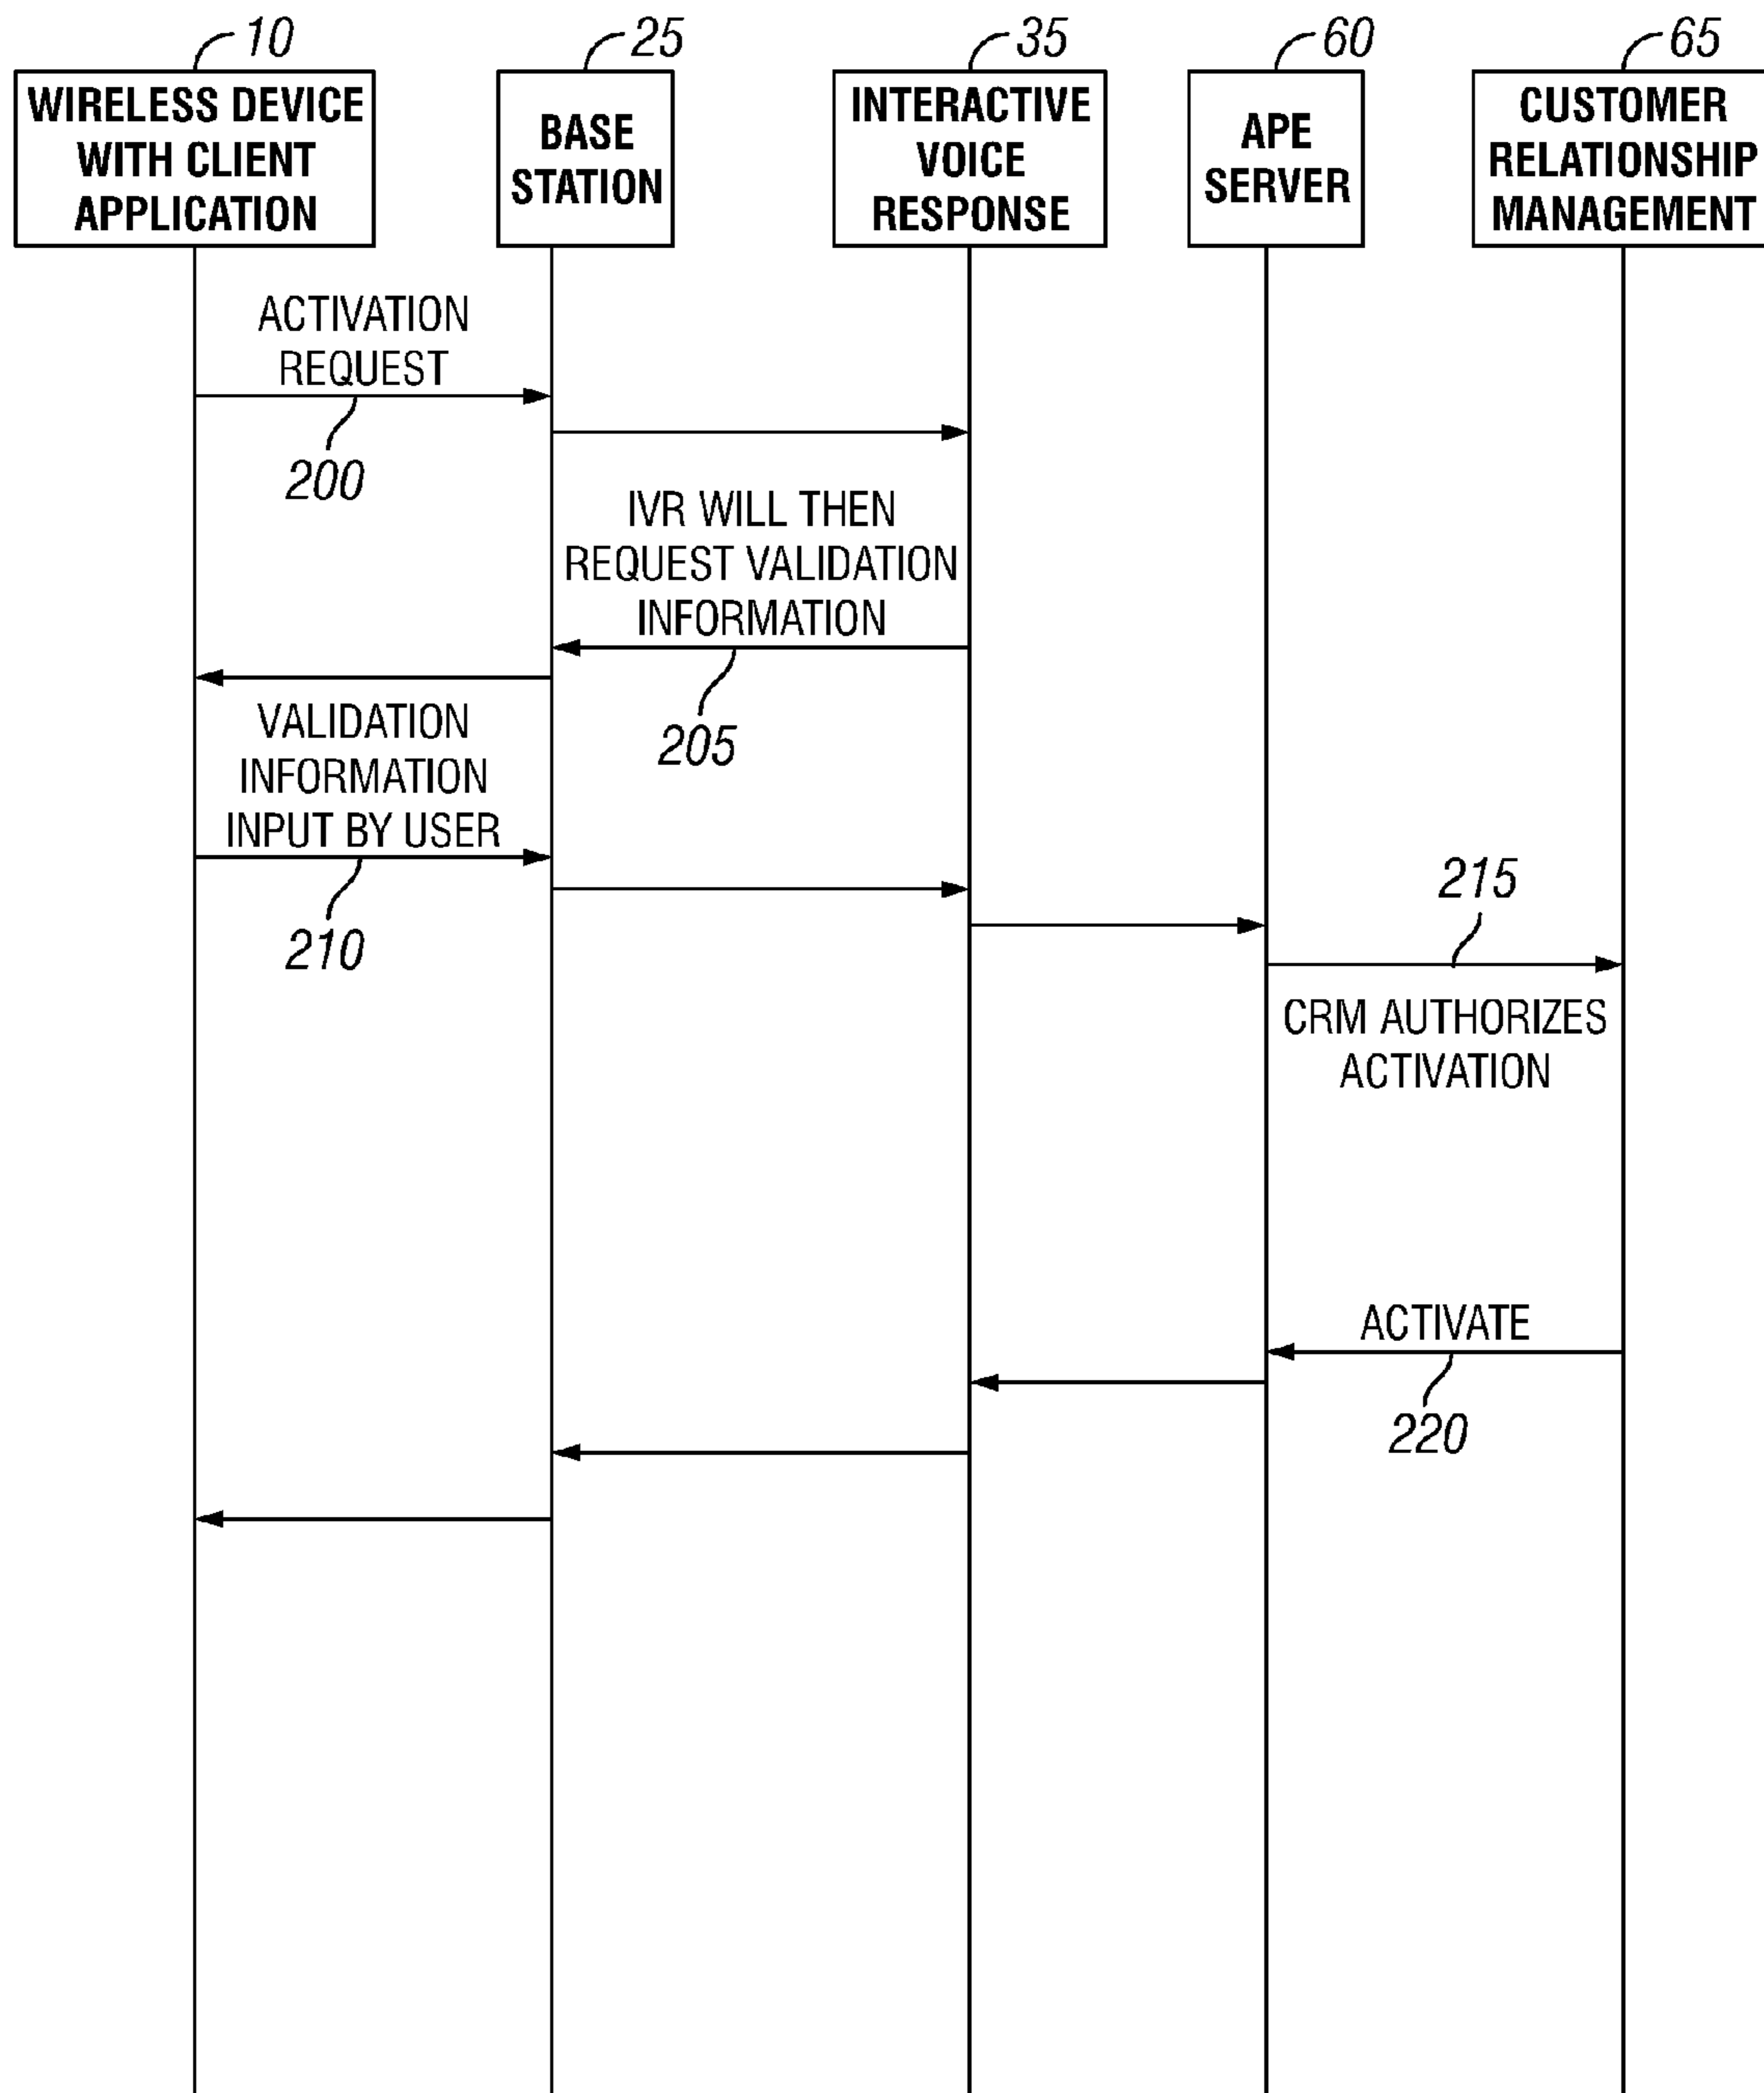 10
25
35
60
65
WIRELESS DEVICE
WITH CLIENT
APPLICATION
BASE
STATION
INTERACTIVE
VOICE
RESPONSE
APE
SERVER
CUSTOMER
RELATIONSHIP
MANAGEMENT
ACTIVATION
REQUEST
200
IVR WILL THEN
REQUEST VALIDATION
INFORMATION
205
VALIDATION
INFORMATION
INPUT BY USER
210
215
CRM AUTHORIZES
ACTIVATION
ACTIVATE
220